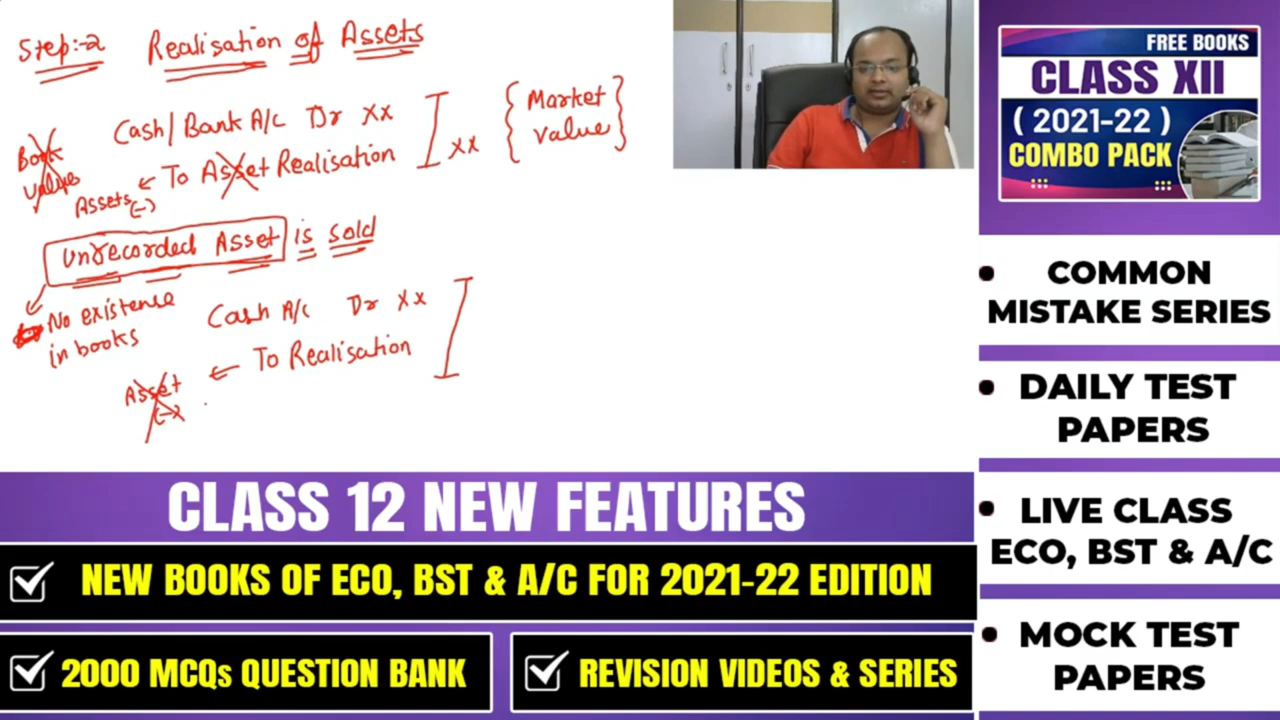 Step:-2 Realisation of Assets
Cash/Bank A/C Dr xx
To Asset Realisation
xx
{ Market
value }
Book
values
Assets
(-)
unrecorded Asset is sold
No existense
in books
Cash A/C Dr xx
To Realisation
Asset
(-)
FREE BOOKS
CLASS XII
( 2021-22 )
COMBO PACK
• COMMON
MISTAKE SERIES
• DAILY TEST
PAPERS
• LIVE CLASS
ECO, BST & A/C
• MOCK TEST
PAPERS
CLASS 12 NEW FEATURES
NEW BOOKS OF ECO, BST & A/C FOR 2021-22 EDITION
2000 MCQs QUESTION BANK
REVISION VIDEOS & SERIES